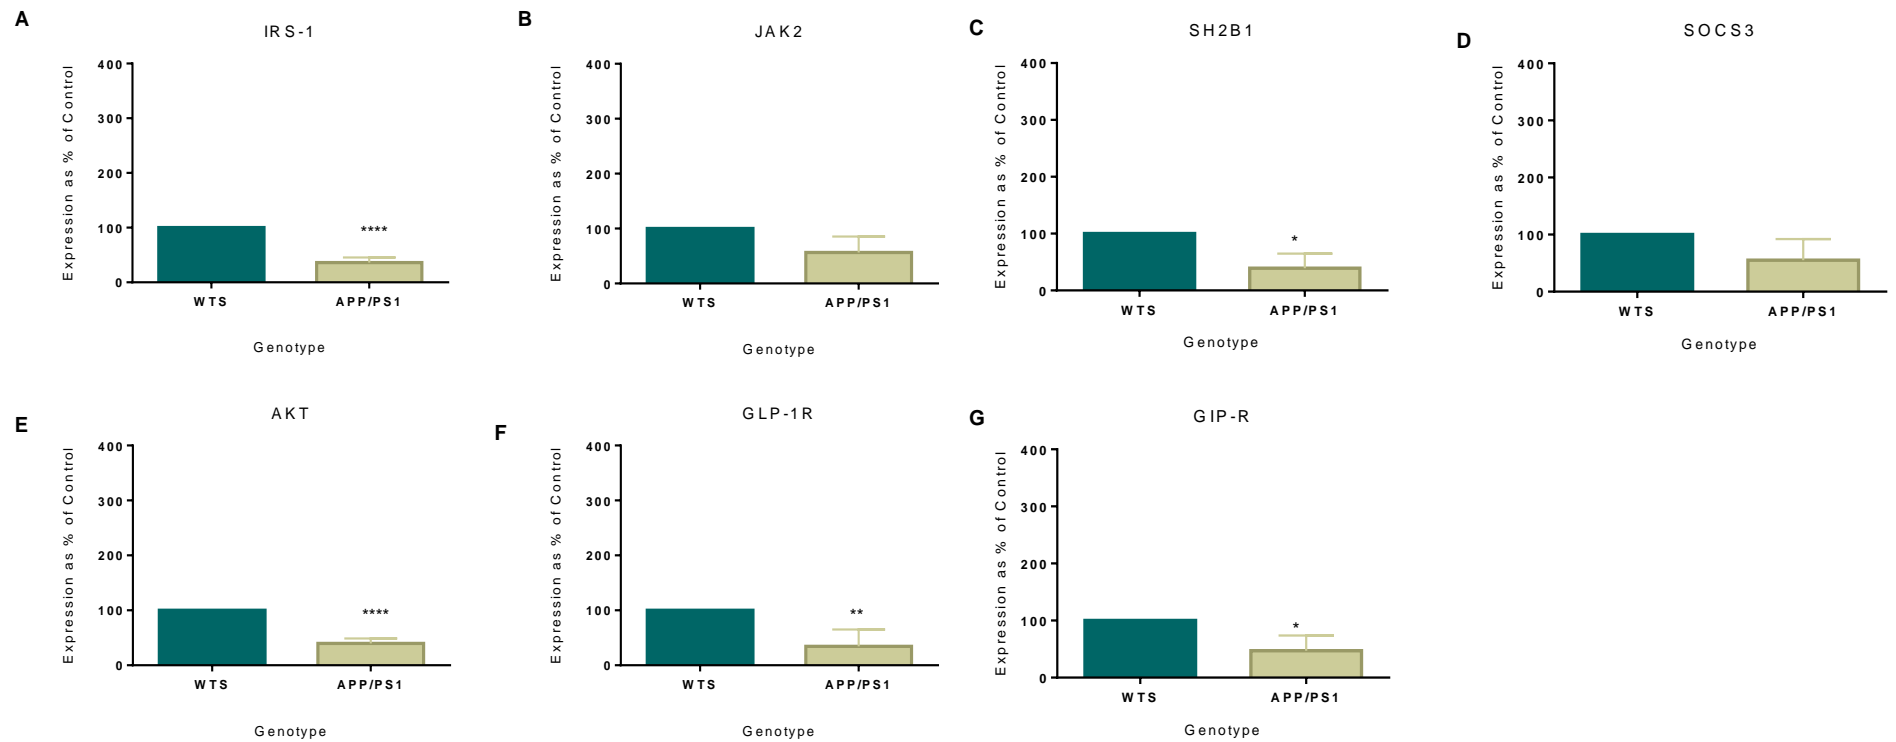 A
IRS-1
Expression as % of Control
400
300
200
100
0
****
WTS
APP/PS1
Genotype
B
JAK2
Expression as % of Control
400
300
200
100
0
WTS
APP/PS1
Genotype
C
SH2B1
Expression as % of Control
400
300
200
100
0
*
WTS
APP/PS1
Genotype
D
SOCS3
Expression as % of Control
400
300
200
100
0
WTS
APP/PS1
Genotype
E
AKT
Expression as % of Control
400
300
200
100
0
****
WTS
APP/PS1
Genotype
F
GLP-1R
Expression as % of Control
400
300
200
100
0
**
WTS
APP/PS1
Genotype
G
GIP-R
Expression as % of Control
400
300
200
100
0
*
WTS
APP/PS1
Genotype